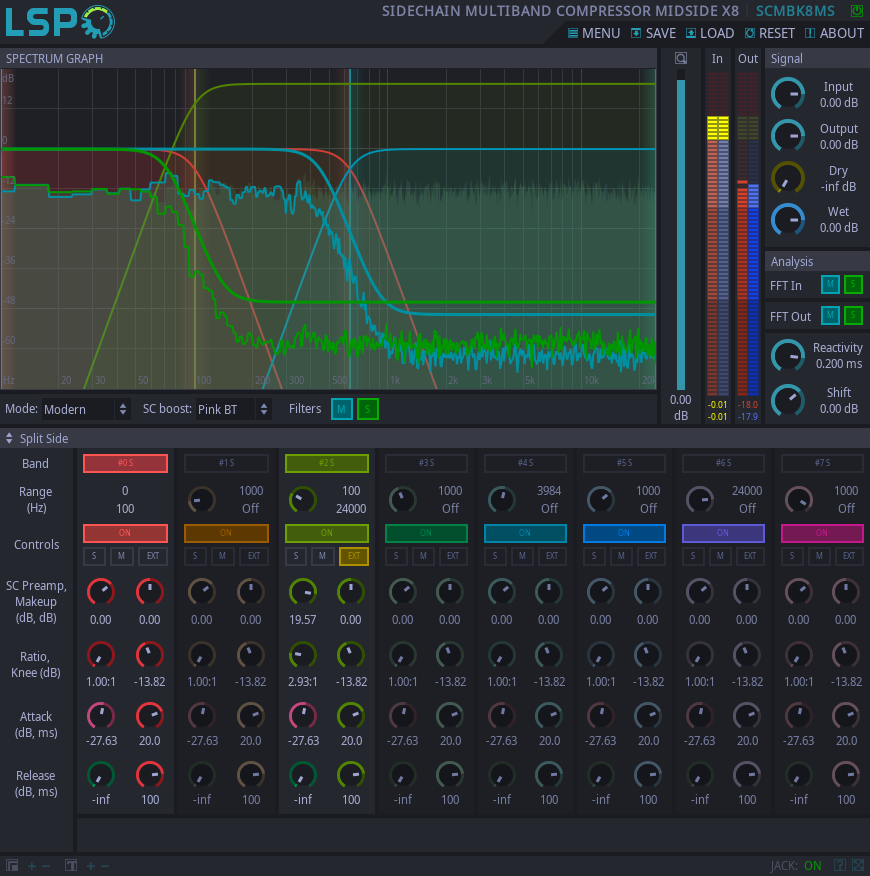 LSP
SIDECHAIN MULTIBAND COMPRESSOR MIDSIDE X8
SCMBK8MS
MENU
SAVE
LOAD
RESET
ABOUT
SPECTRUM GRAPH
dB
12
0
-12
-24
-36
-48
-60
Hz
20
30
50
100
200
300
500
1k
2k
3k
5k
10k
20k
0.00
dB
In
Out
-0.01
-0.01
-18.0
-17.9
Signal
Input
0.00 dB
Output
0.00 dB
Dry
-inf dB
Wet
0.00 dB
Analysis
FFT In M S
FFT Out M S
Reactivity
0.200 ms
Shift
0.00 dB
Mode: Modern
SC boost: Pink BT
Filters M S
Split Side
Band #0 S #1 S #2 S #3 S #4 S #5 S #6 S #7 S
Range
(Hz)
0 1000 100 1000 3984 1000 24000 1000
100 Off 24000 Off Off Off Off Off
Controls
ON ON ON ON ON ON ON ON
S M EXT S M EXT S M EXT S M EXT S M EXT S M EXT S M EXT S M EXT
SC Preamp,
Makeup
(dB, dB)
0.00 0.00 0.00 0.00 19.57 0.00 0.00 0.00 0.00 0.00 0.00 0.00 0.00 0.00 0.00 0.00
Ratio,
Knee (dB)
1.00:1 -13.82 1.00:1 -13.82 2.93:1 -13.82 1.00:1 -13.82 1.00:1 -13.82 1.00:1 -13.82 1.00:1 -13.82 1.00:1 -13.82
Attack
(dB, ms)
-27.63 20.0 -27.63 20.0 -27.63 20.0 -27.63 20.0 -27.63 20.0 -27.63 20.0 -27.63 20.0 -27.63 20.0
Release
(dB, ms)
-inf 100 -inf 100 -inf 100 -inf 100 -inf 100 -inf 100 -inf 100 -inf 100
JACK: ON